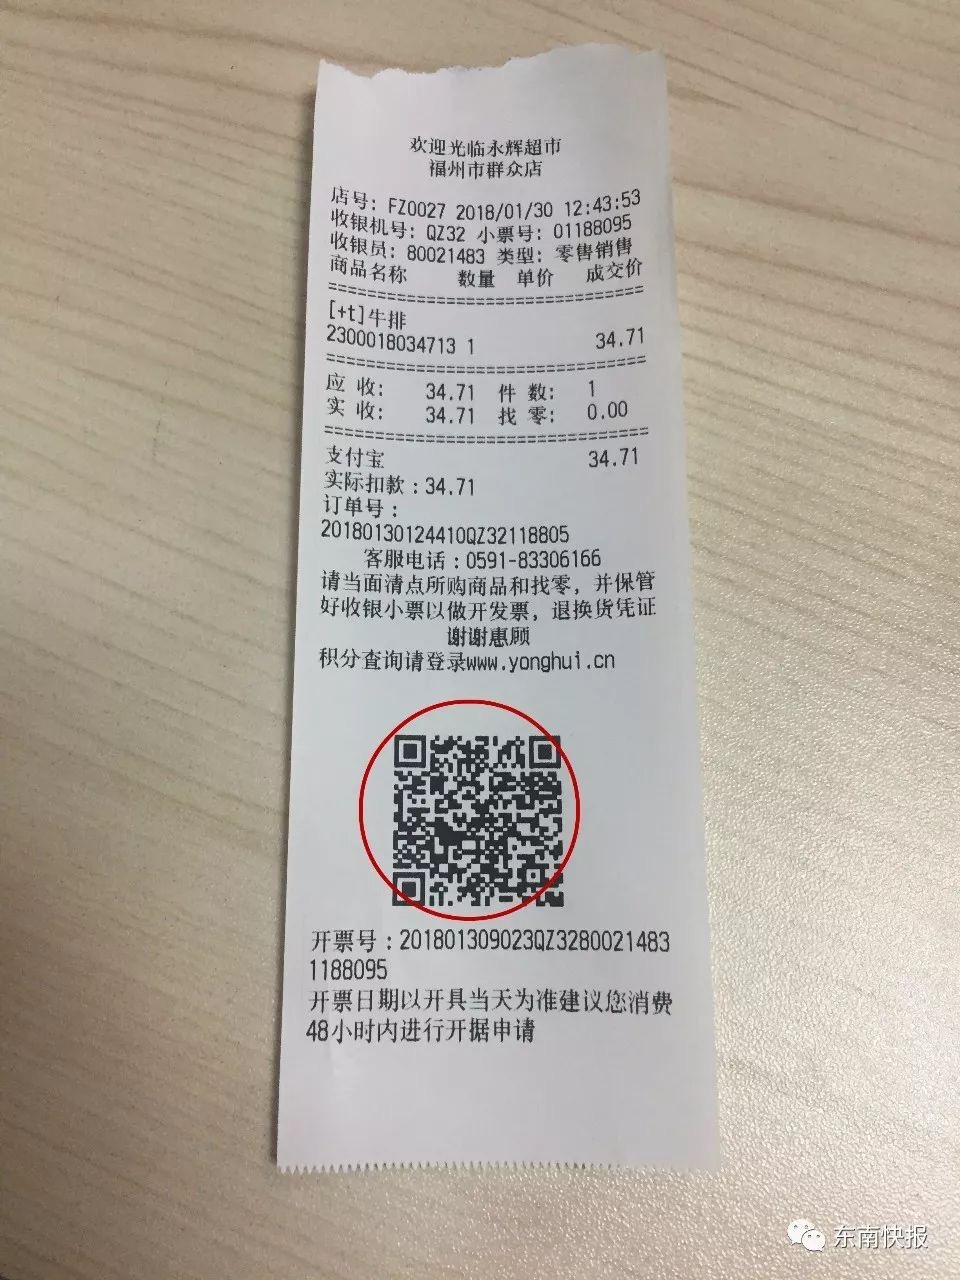 欢迎光临永辉超市
福州市群众店
店号: FZ0027 2018/01/30 12:43:53
收银机号: QZ32 小票号: 01188095
收银员: 80021483 类型: 零售销售
商品名称 数量 单价 成交价
================================
[+t]牛排
2300018034713 1 34.71
================================
应 收: 34.71 件 数: 1
实 收: 34.71 找 零: 0.00
================================
支付宝 34.71
实际扣款:34.71
订单号:
20180130124410QZ32118805
客服电话:0591-83306166
请当面清点所购商品和找零, 并保管
好收银小票以做开发票, 退换货凭证
谢谢惠顾
积分查询请登录www.yonghui.cn
开票号:201801309023QZ3280021483
1188095
开票日期以开具当天为准建议您消费
48小时内进行开据申请
东南快报